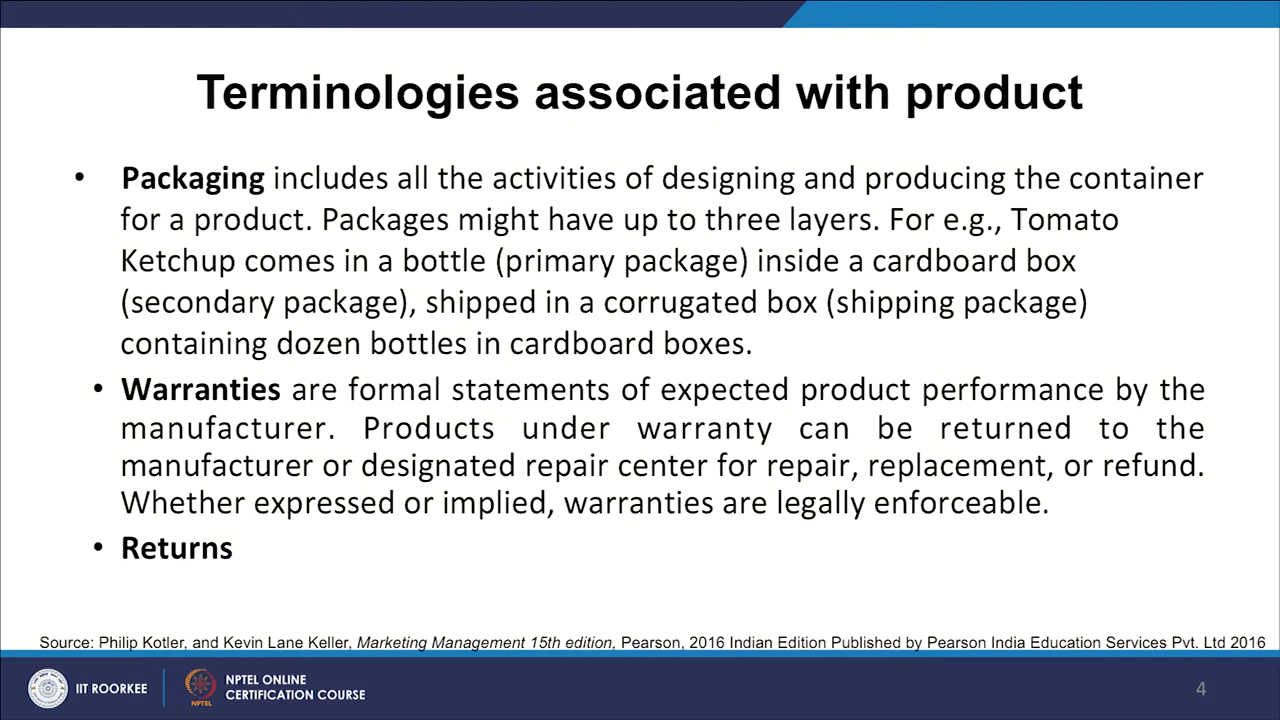 Terminologies associated with product
• Packaging includes all the activities of designing and producing the container
for a product. Packages might have up to three layers. For e.g., Tomato
Ketchup comes in a bottle (primary package) inside a cardboard box
(secondary package), shipped in a corrugated box (shipping package)
containing dozen bottles in cardboard boxes.
• Warranties are formal statements of expected product performance by the
manufacturer. Products under warranty can be returned to the
manufacturer or designated repair center for repair, replacement, or refund.
Whether expressed or implied, warranties are legally enforceable.
• Returns
Source: Philip Kotler, and Kevin Lane Keller, Marketing Management 15th edition, Pearson, 2016 Indian Edition Published by Pearson India Education Services Pvt. Ltd 2016
IIT ROORKEE
NPTEL
NPTEL ONLINE
CERTIFICATION COURSE
4